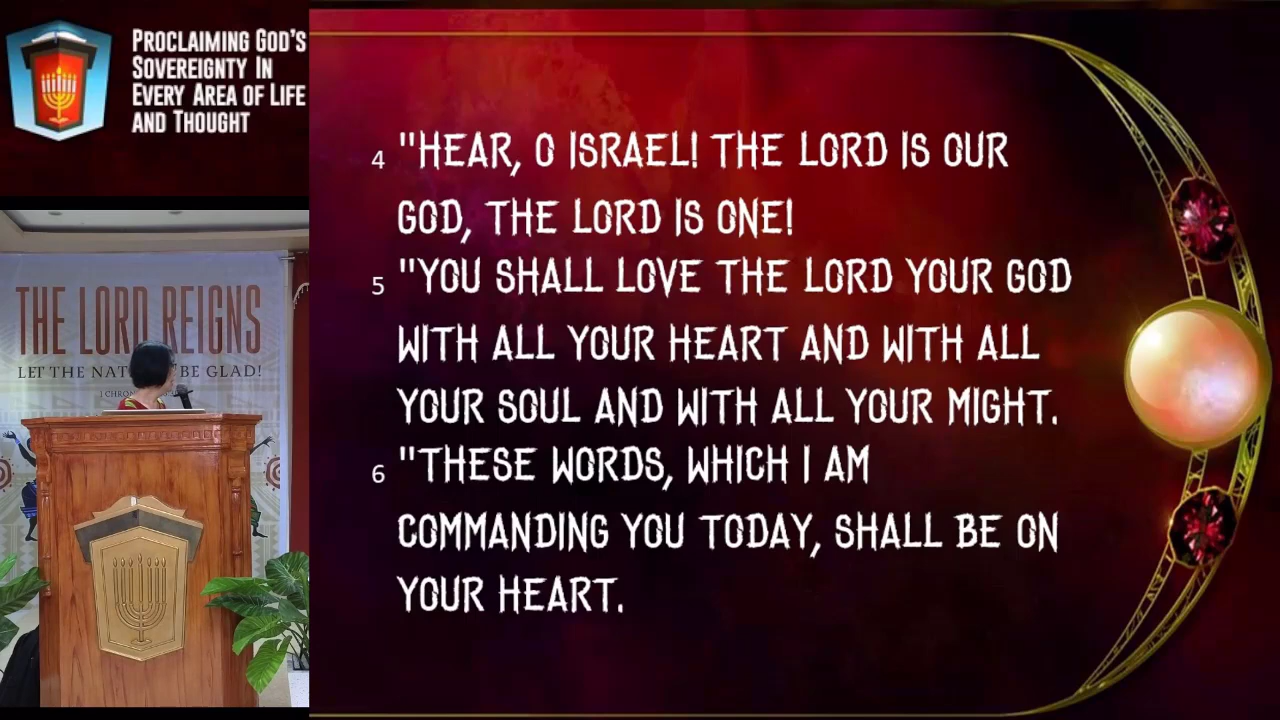 PROCLAIMING GOD'S
SOVEREIGNTY IN
EVERY AREA OF LIFE
AND THOUGHT
THE LORD REIGNS
LET THE BE GLAD!
4 "HEAR, O ISRAEL! THE LORD IS OUR
GOD, THE LORD IS ONE!
5 "YOU SHALL LOVE THE LORD YOUR GOD
WITH ALL YOUR HEART AND WITH ALL
YOUR SOUL AND WITH ALL YOUR MIGHT.
6 "THESE WORDS, WHICH I AM
COMMANDING YOU TODAY, SHALL BE ON
YOUR HEART.